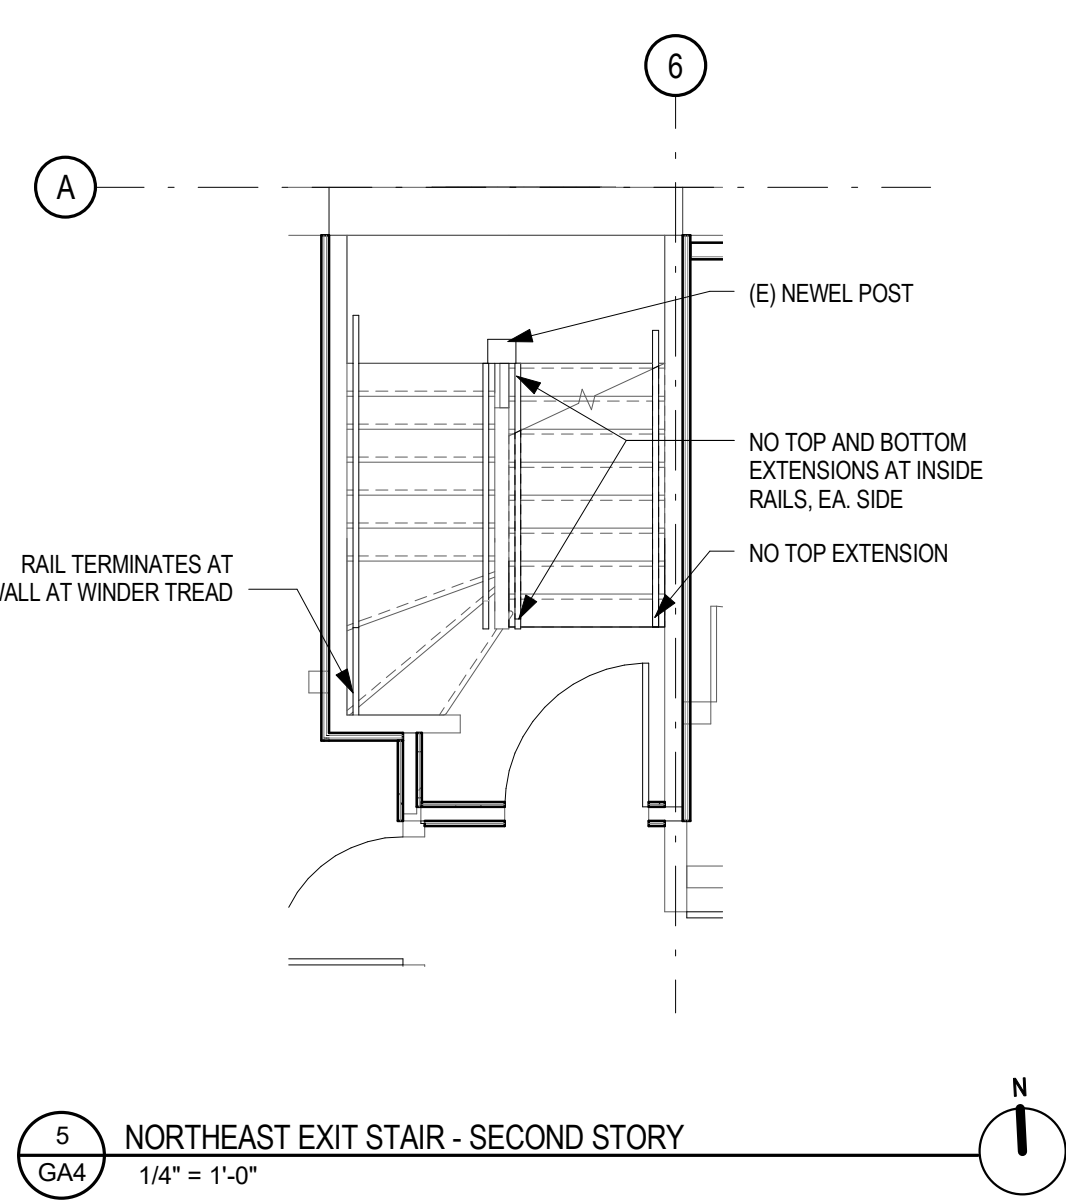 6
A
(E) NEWEL POST
NO TOP AND BOTTOM
EXTENSIONS AT INSIDE
RAILS, EA. SIDE
NO TOP EXTENSION
RAIL TERMINATES AT
WALL AT WINDER TREAD
N
5
GA4
NORTHEAST EXIT STAIR - SECOND STORY
1/4" = 1'-0"